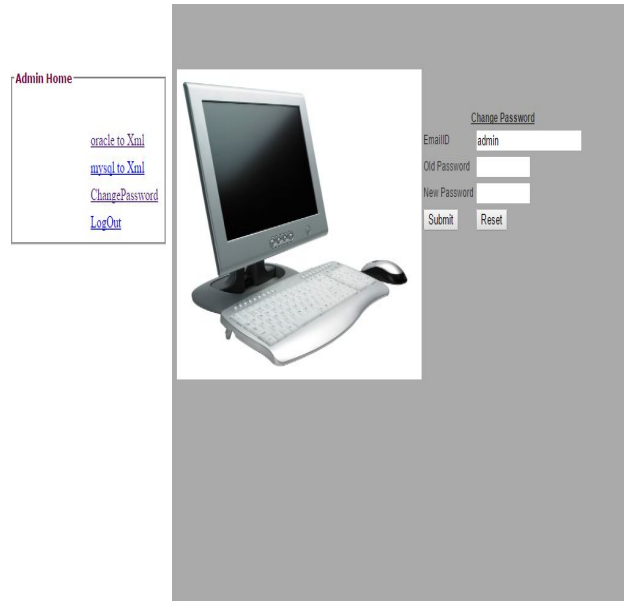 Admin Home
oracle to Xml
mysql to Xml
ChangePassword
LogOut
Change Password
EmailID admin
Old Password
New Password
Submit Reset